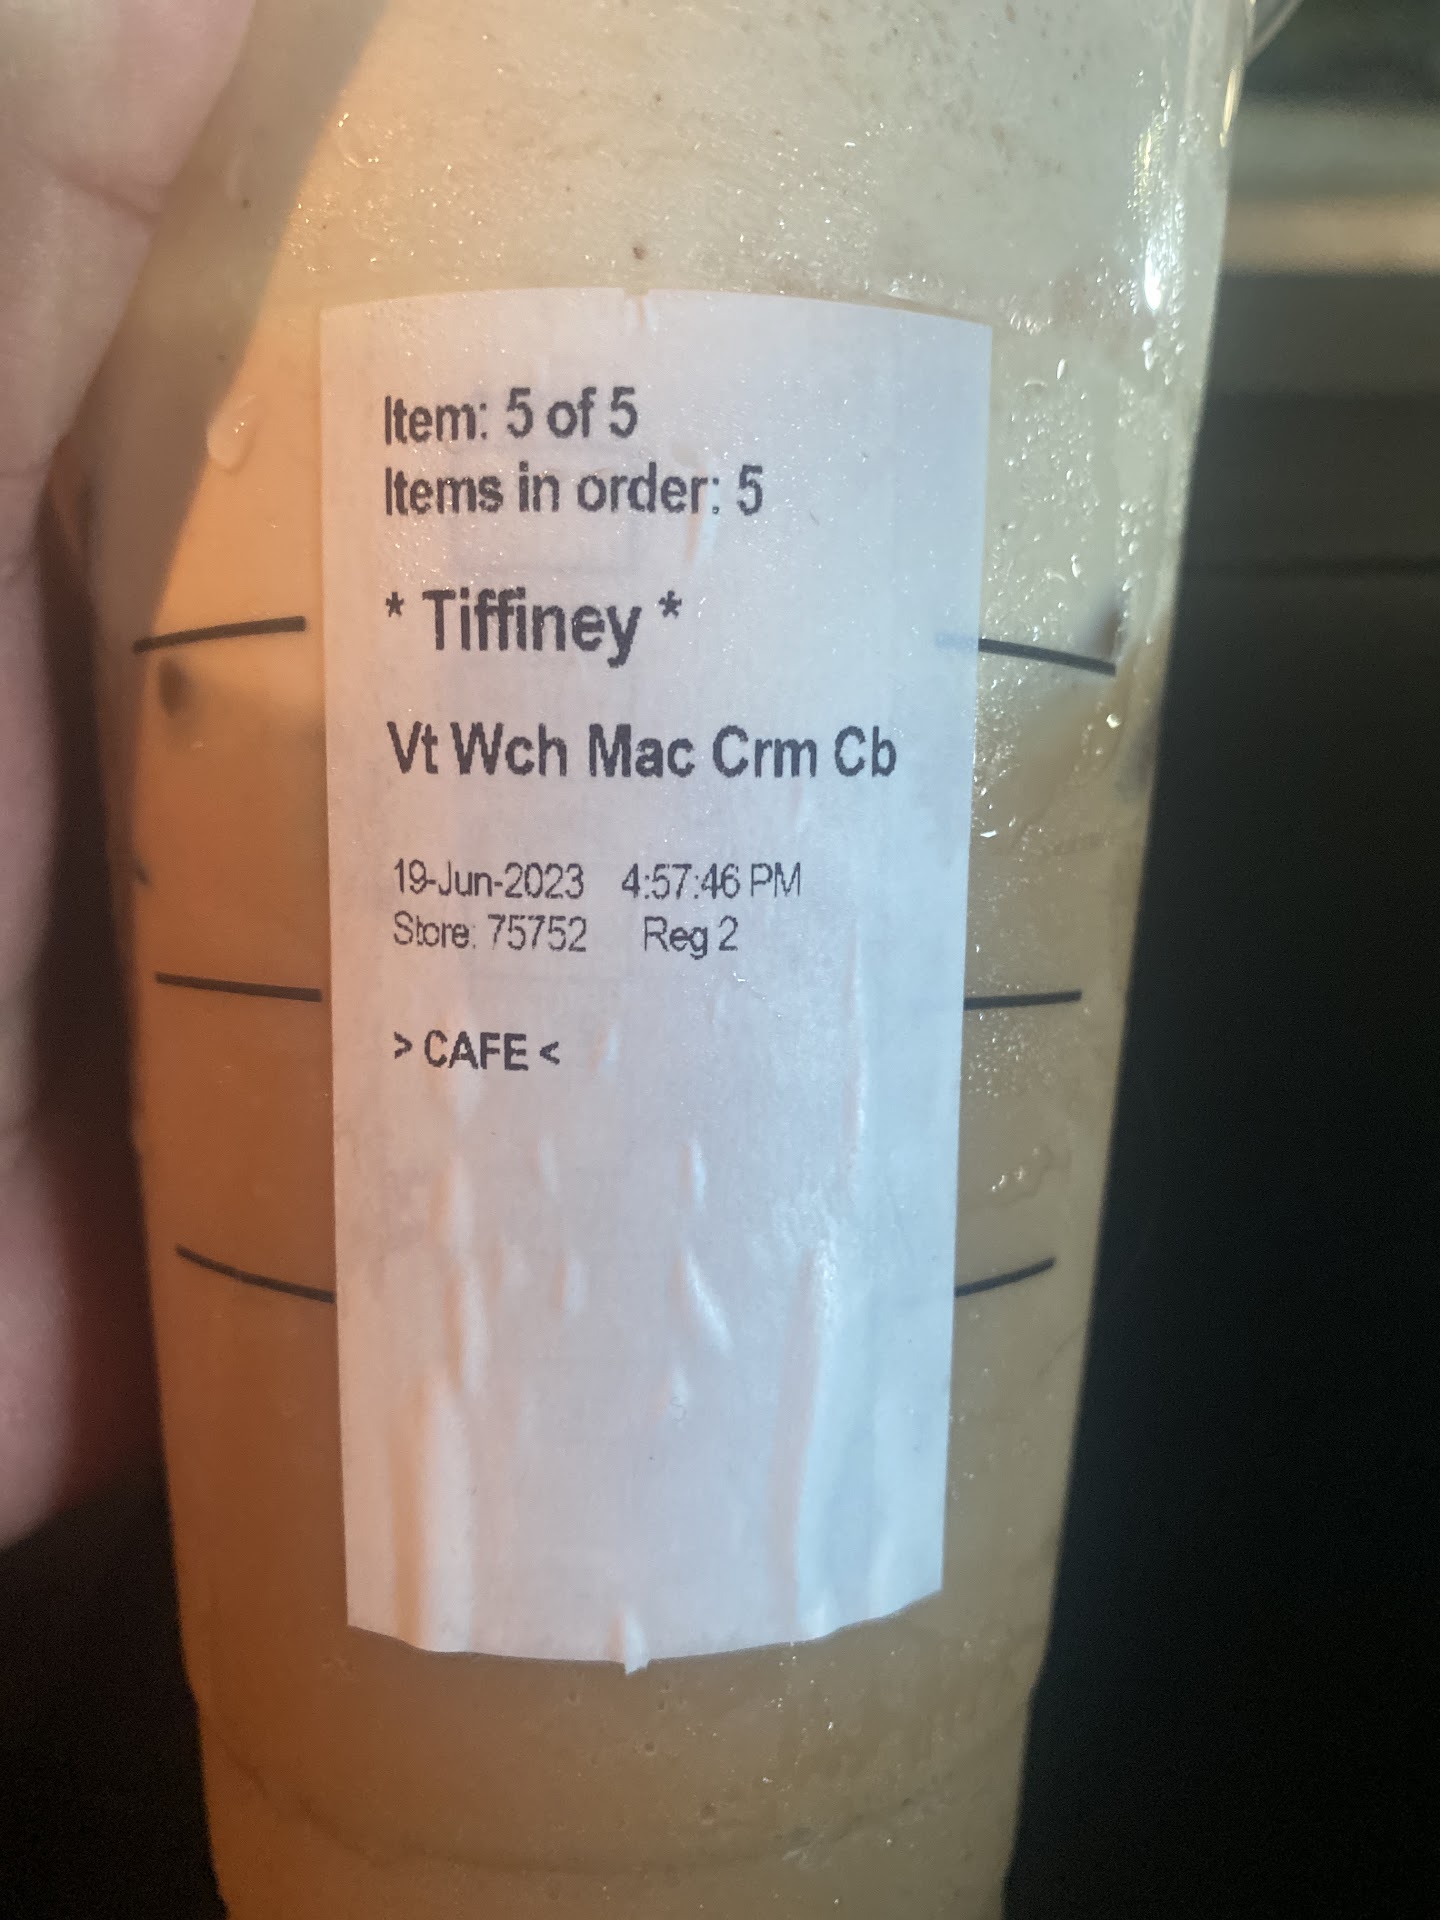 Item: 5 of 5
Items in order: 5
* Tiffiney *
Vt Wch Mac Crm Cb
19-Jun-2023 4:57:46 PM
Store: 75752 Reg 2
> CAFE <